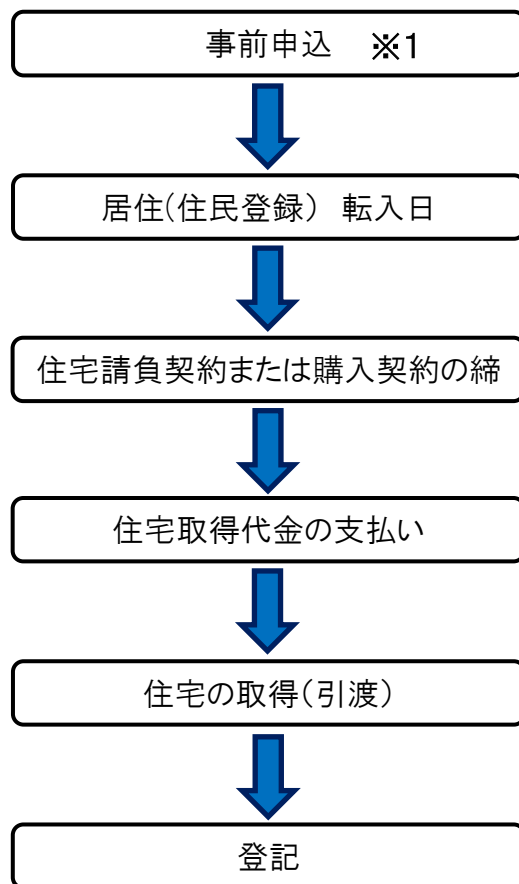 事前申込　※1
居住(住民登録)　転入日
住宅請負契約または購入契約の締
住宅取得代金の支払い
住宅の取得(引渡)
登記